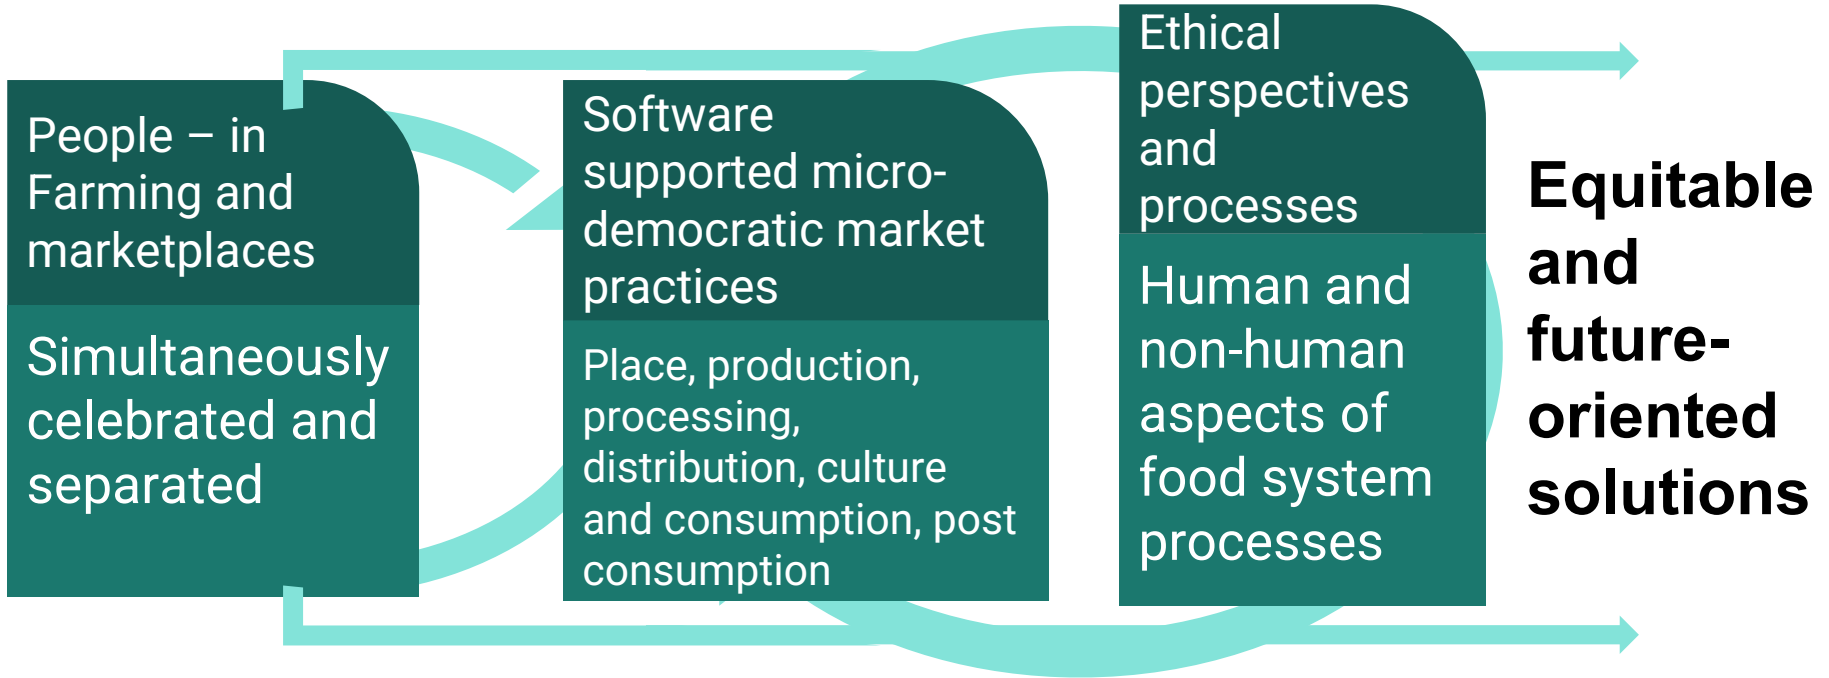 People – in
Farming and
marketplaces
Simultaneously
celebrated and
separated
Software
supported micro-
democratic market
practices
Place, production,
processing,
distribution, culture
and consumption, post
consumption
Ethical
perspectives
and
processes
Human and
non-human
aspects of
food system
processes
Equitable
and
future-
oriented
solutions